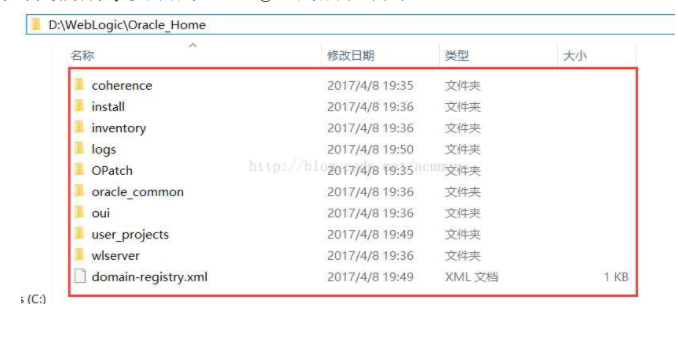 D:\WebLogic\Oracle_Home
名称 修改日期 类型 大小
coherence 2017/4/8 19:35 文件夹
install 2017/4/8 19:36 文件夹
inventory 2017/4/8 19:36 文件夹
logs 2017/4/8 19:50 文件夹
OPatch 2017/4/8 19:35 文件夹
oracle_common 2017/4/8 19:36 文件夹
oui 2017/4/8 19:36 文件夹
user_projects 2017/4/8 19:49 文件夹
wlserver 2017/4/8 19:36 文件夹
domain-registry.xml 2017/4/8 19:49 XML 文档 1 KB
s (C:)